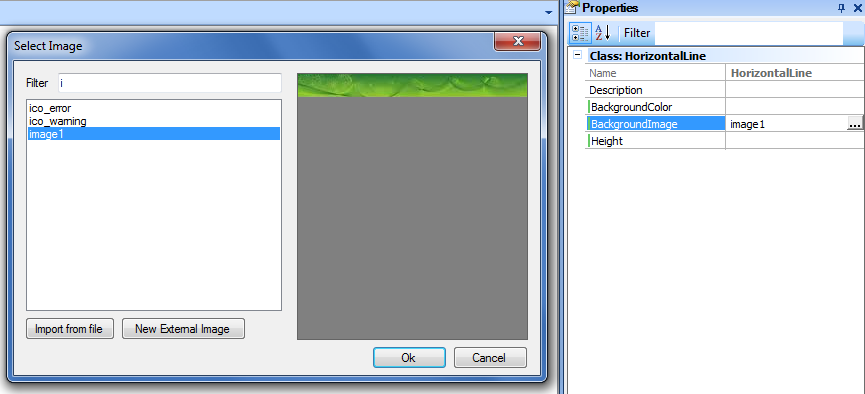 Select Image
Filter i
ico_error
ico_warning
image1
Import from file
New External Image
Ok
Cancel
Properties
Filter
Class: HorizontalLine
Name HorizontalLine
Description
BackgroundColor
BackgroundImage image1 ...
Height